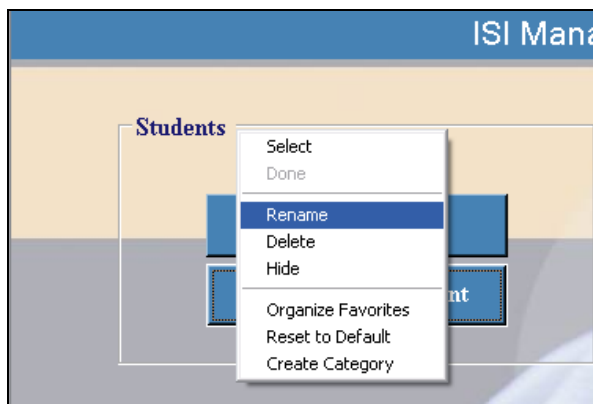 ISI Mana
Students
Select
Done
Rename
Delete
Hide
nt
Organize Favorites
Reset to Default
Create Category